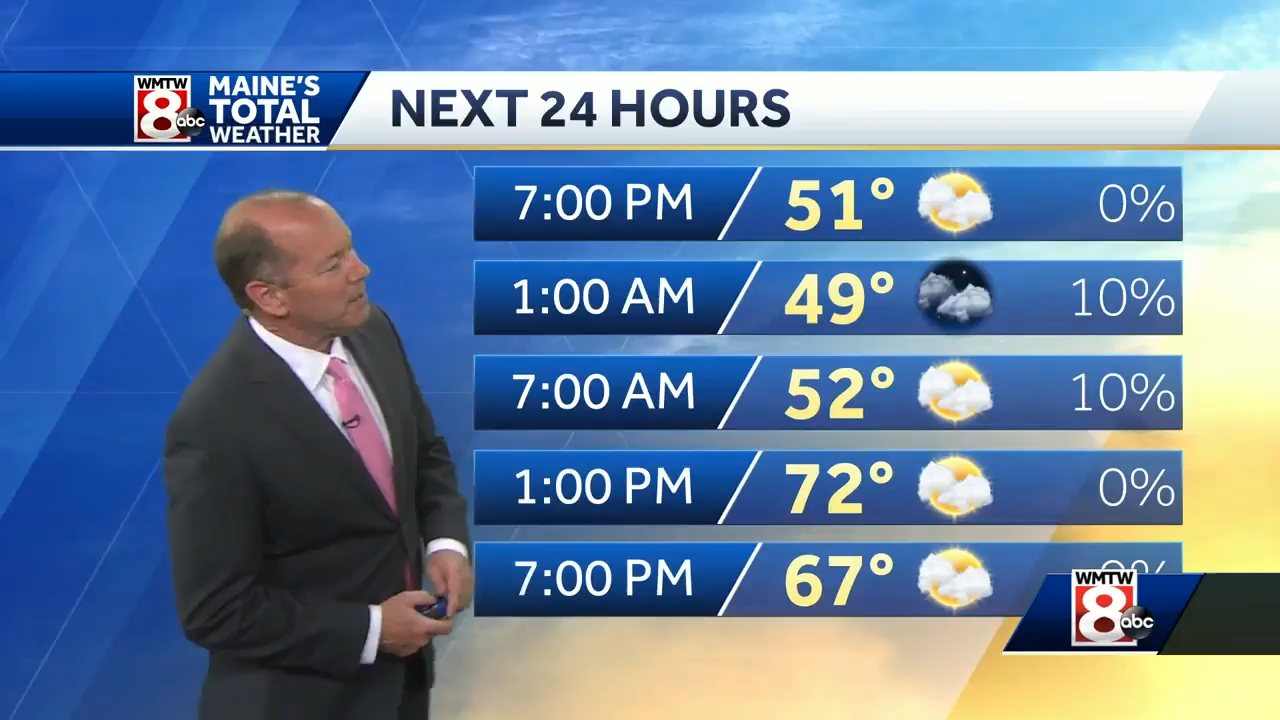 WMTW
8
abc
MAINE'S
TOTAL
WEATHER
NEXT 24 HOURS
7:00 PM 51° 0%
1:00 AM 49° 10%
7:00 AM 52° 10%
1:00 PM 72° 0%
7:00 PM 67° 0%
WMTW
8
abc